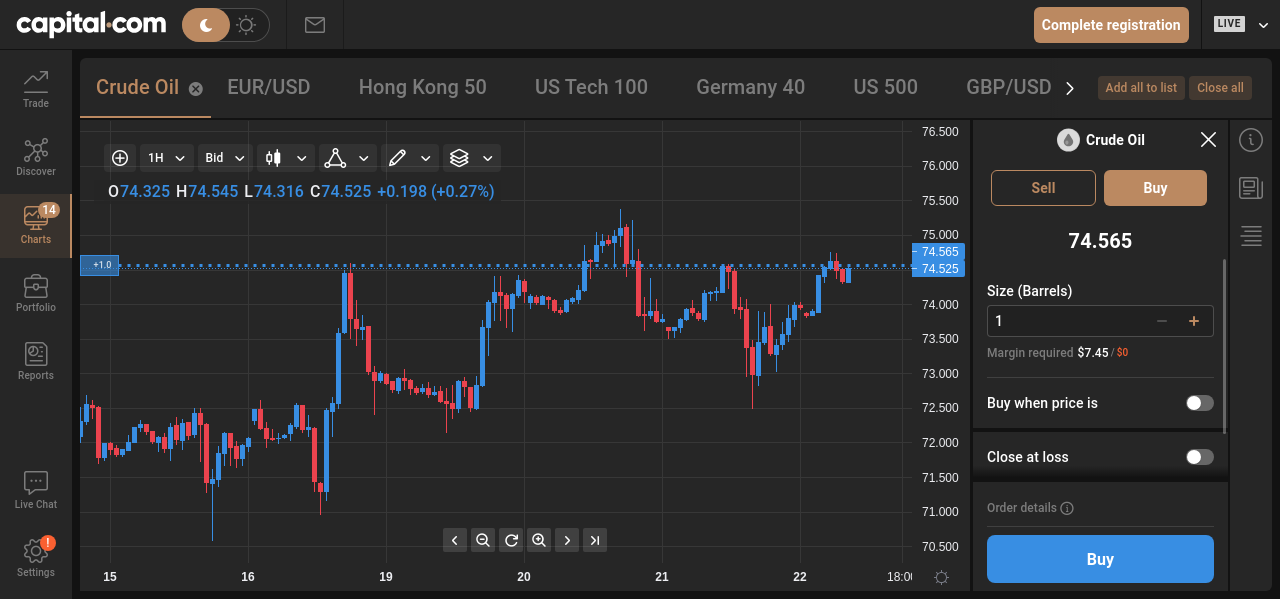 capital.com
Complete registration
LIVE
Trade
Discover
14
Charts
Portfolio
Reports
Live Chat
!
Settings
Crude Oil EUR/USD Hong Kong 50 US Tech 100 Germany 40 US 500 GBP/USD
Add all to list Close all
1H Bid
O74.325 H74.545 L74.316 C74.525 +0.198 (+0.27%)
+1.0
76.500
76.000
75.500
75.000
74.565
74.525
74.000
73.500
73.000
72.500
72.000
71.500
71.000
70.500
15 16 19 20 21 22 18:00
Crude Oil
Sell Buy
74.565
Size (Barrels)
1
Margin required $7.45 / $0
Buy when price is
Close at loss
Order details
Buy